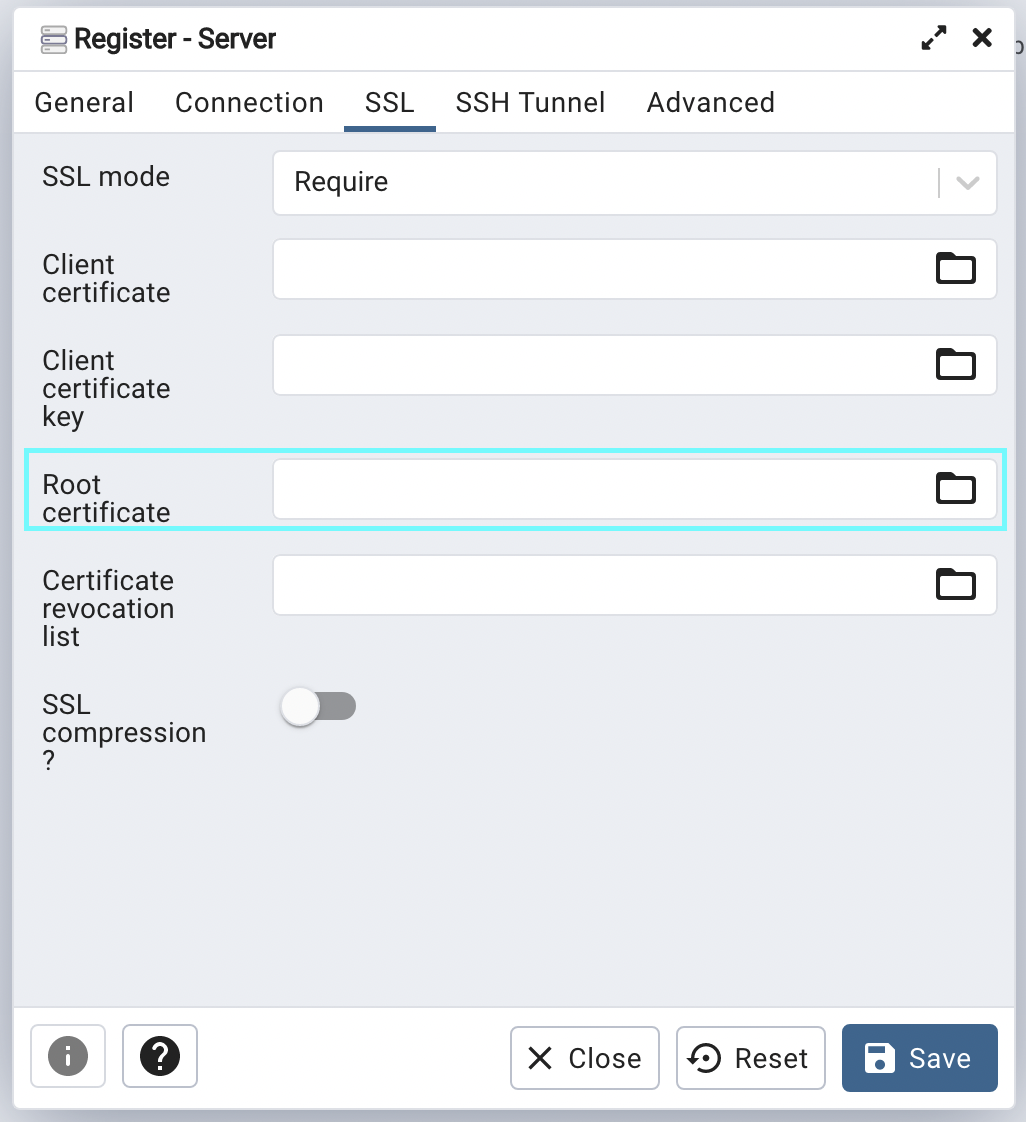 Register - Server
General Connection SSL SSH Tunnel Advanced
SSL mode
Require
Client
certificate
Client
certificate
key
Root
certificate
Certificate
revocation
list
SSL
compression
?
Close Reset Save